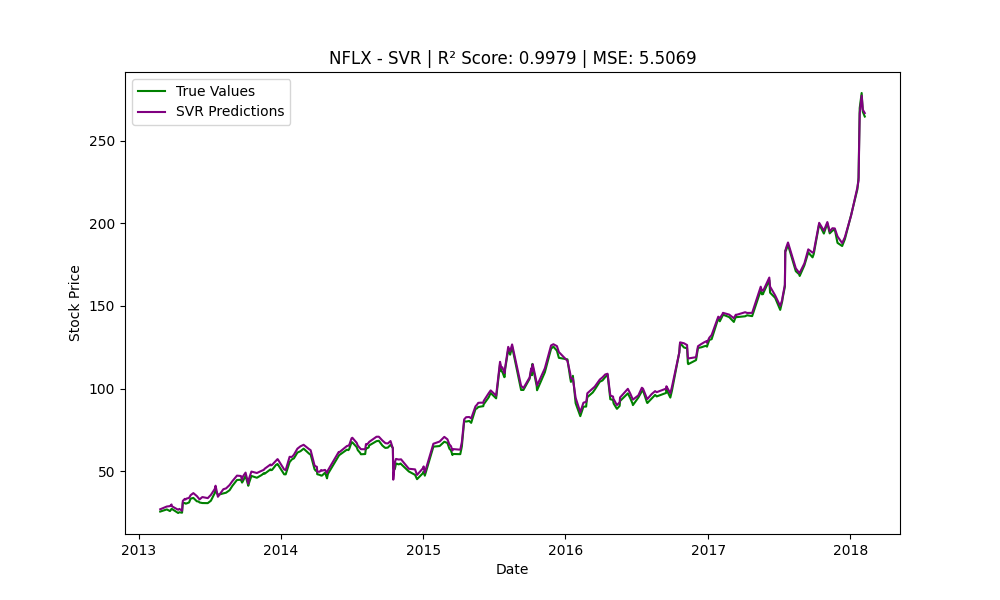 NFLX - SVR | R² Score: 0.9979 | MSE: 5.5069
True Values
SVR Predictions
Stock Price
250
200
150
100
50
2013 2014 2015 2016 2017 2018
Date